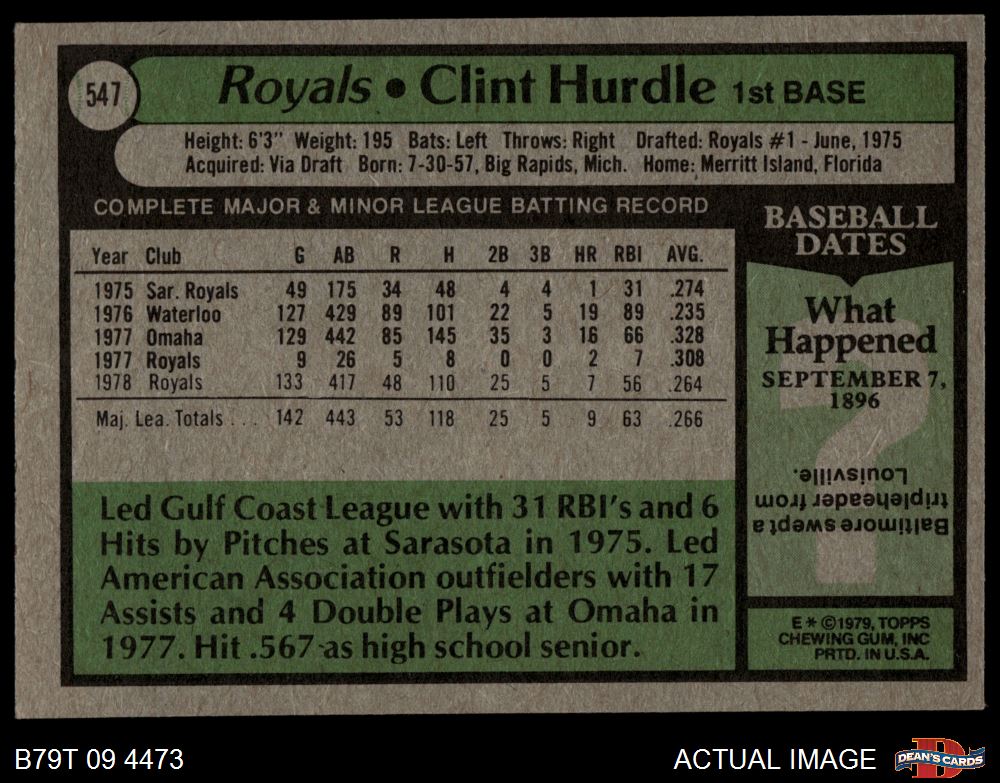 547
Royals • Clint Hurdle 1st BASE
Height: 6'3" Weight: 195 Bats: Left Throws: Right Drafted: Royals #1 - June, 1975
Acquired: Via Draft Born: 7-30-57, Big Rapids, Mich. Home: Merritt Island, Florida
COMPLETE MAJOR & MINOR LEAGUE BATTING RECORD
Year Club G AB R H 2B 3B HR RBI AVG.
1975 Sar. Royals 49 175 34 48 4 4 1 31 .274
1976 Waterloo 127 429 89 101 22 5 19 89 .235
1977 Omaha 129 442 85 145 35 3 16 66 .328
1977 Royals 9 26 5 8 0 0 2 7 .308
1978 Royals 133 417 48 110 25 5 7 56 .264
Maj. Lea. Totals . . . 142 443 53 118 25 5 9 63 .266
Led Gulf Coast League with 31 RBI's and 6
Hits by Pitches at Sarasota in 1975. Led
American Association outfielders with 17
Assists and 4 Double Plays at Omaha in
1977. Hit .567 as high school senior.
BASEBALL
DATES
What
Happened
SEPTEMBER 7,
1896
?
Baltimore swept a
tripleheader from
Louisville.
E * © 1979, TOPPS
CHEWING GUM, INC
PRTD. IN U.S.A.
B79T 09 4473
ACTUAL IMAGE
D
DEAN'S CARDS